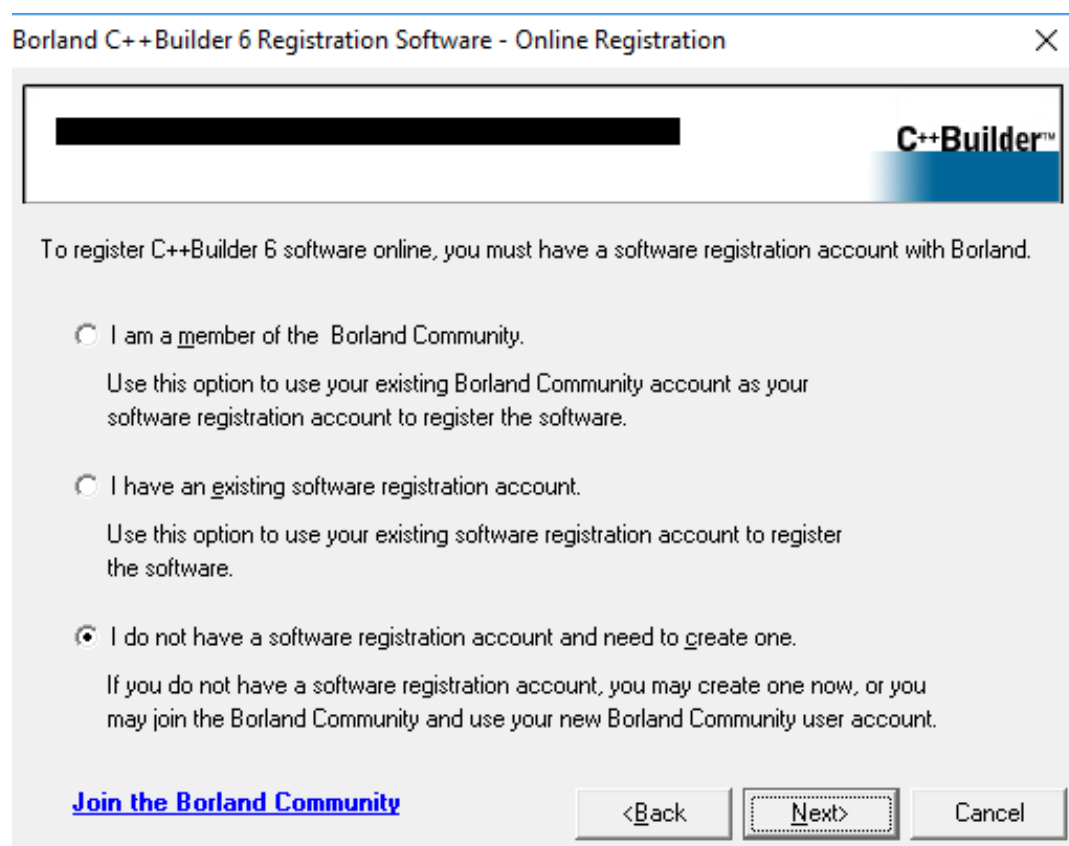 Borland C++Builder 6 Registration Software - Online Registration
C++Builder™
To register C++Builder 6 software online, you must have a software registration account with Borland.
I am a member of the  Borland Community.
Use this option to use your existing Borland Community account as your
software registration account to register the software.
I have an existing software registration account.
Use this option to use your existing software registration account to register
the software.
I do not have a software registration account and need to create one.
If you do not have a software registration account, you may create one now, or you
may join the Borland Community and use your new Borland Community user account.
Join the Borland Community
<Back
Next>
Cancel